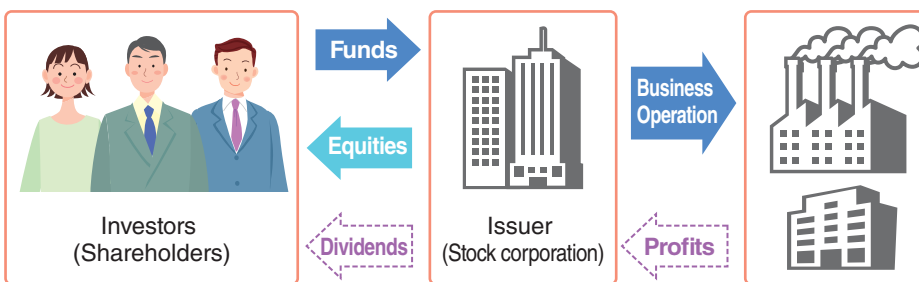 Funds
Equities
Dividends
Investors
(Shareholders)
Issuer
(Stock corporation)
Business
Operation
Profits